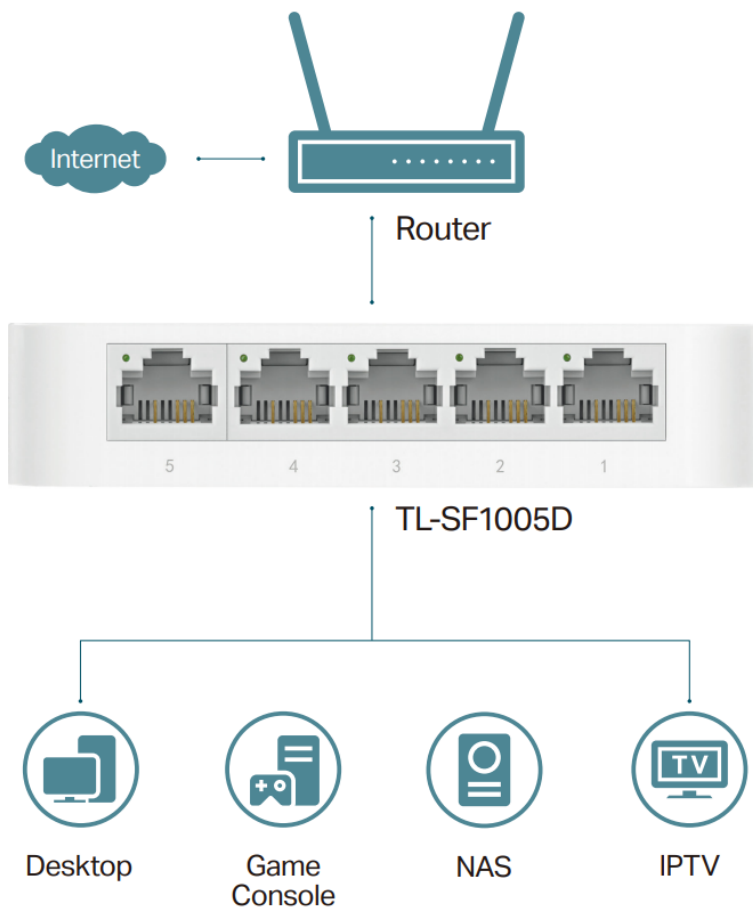 Internet
Router
5 4 3 2 1
TL-SF1005D
TV
Desktop
Game
Console
NAS
IPTV